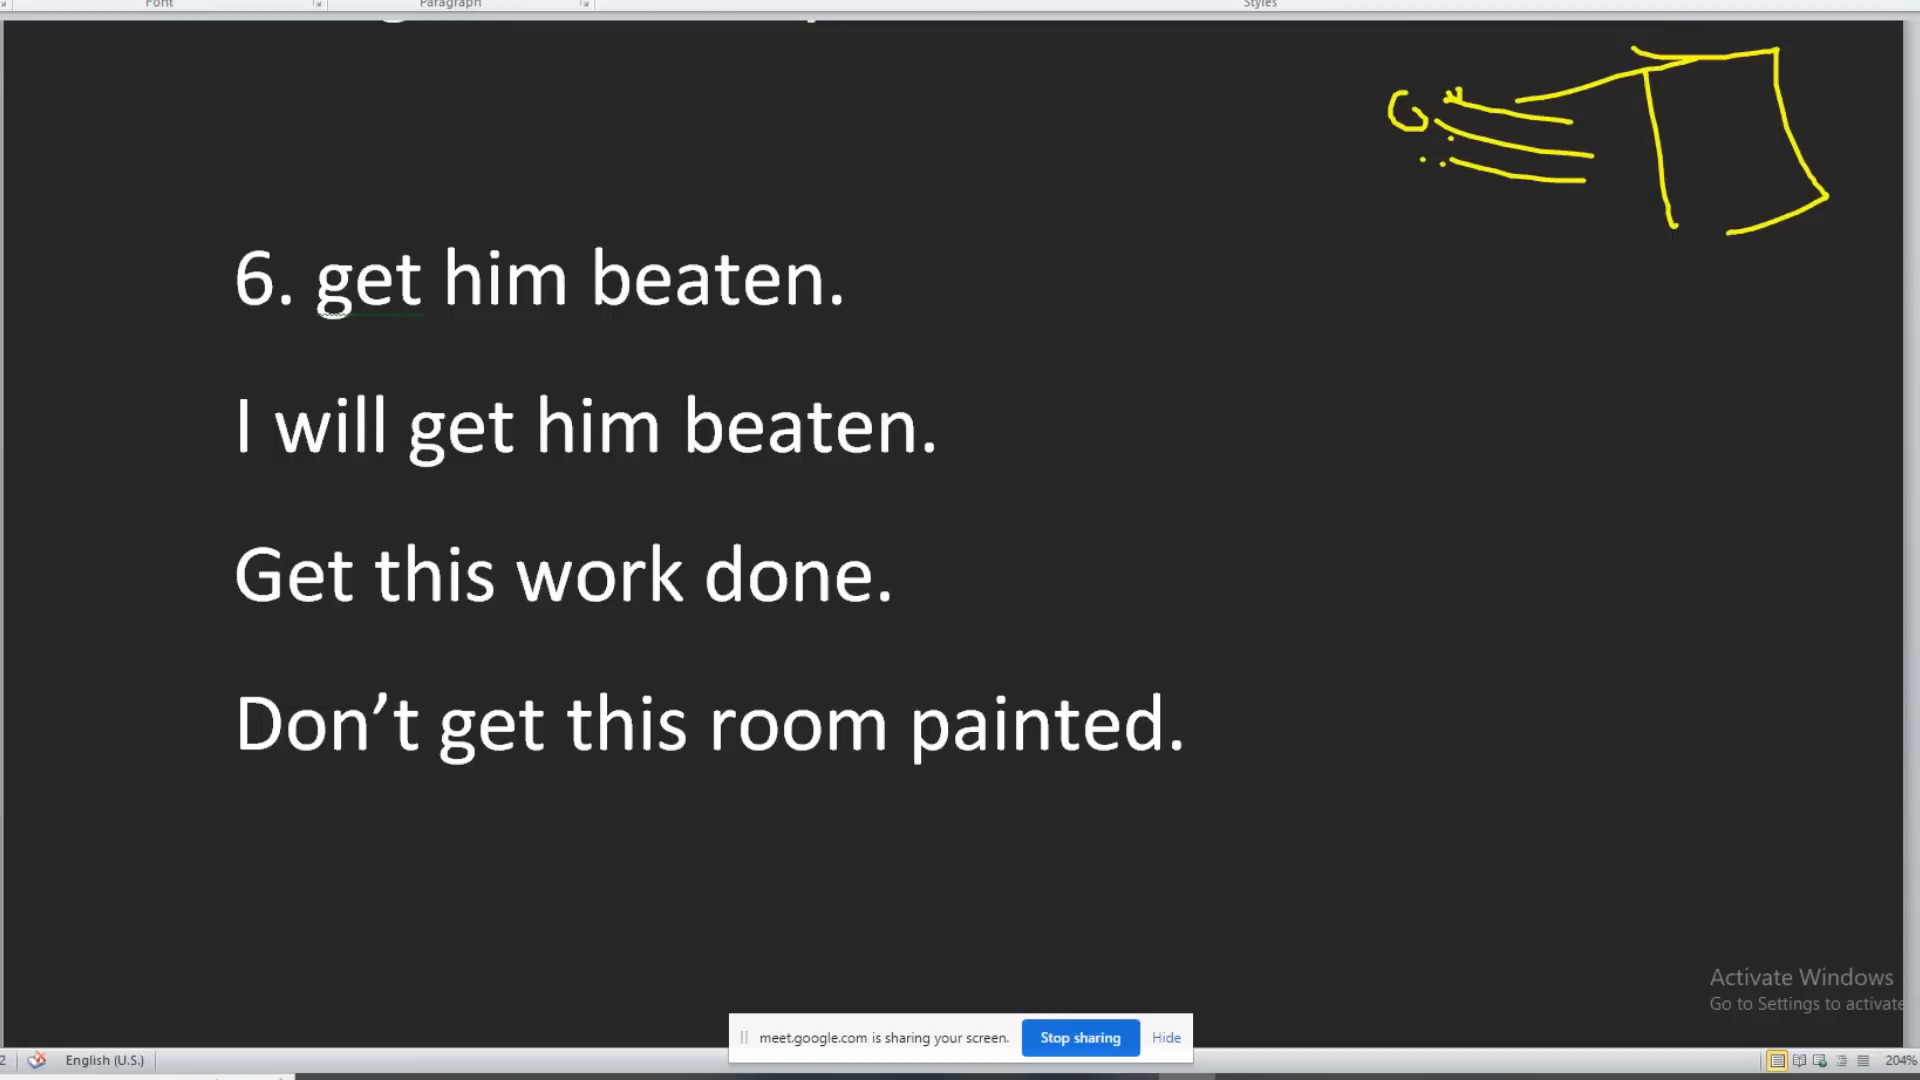 Font Paragraph Styles
6. get him beaten.
I will get him beaten.
Get this work done.
Don’t get this room painted.
Activate Windows
Go to Settings to activate
meet.google.com is sharing your screen. Stop sharing Hide
2 English (U.S.) 204%